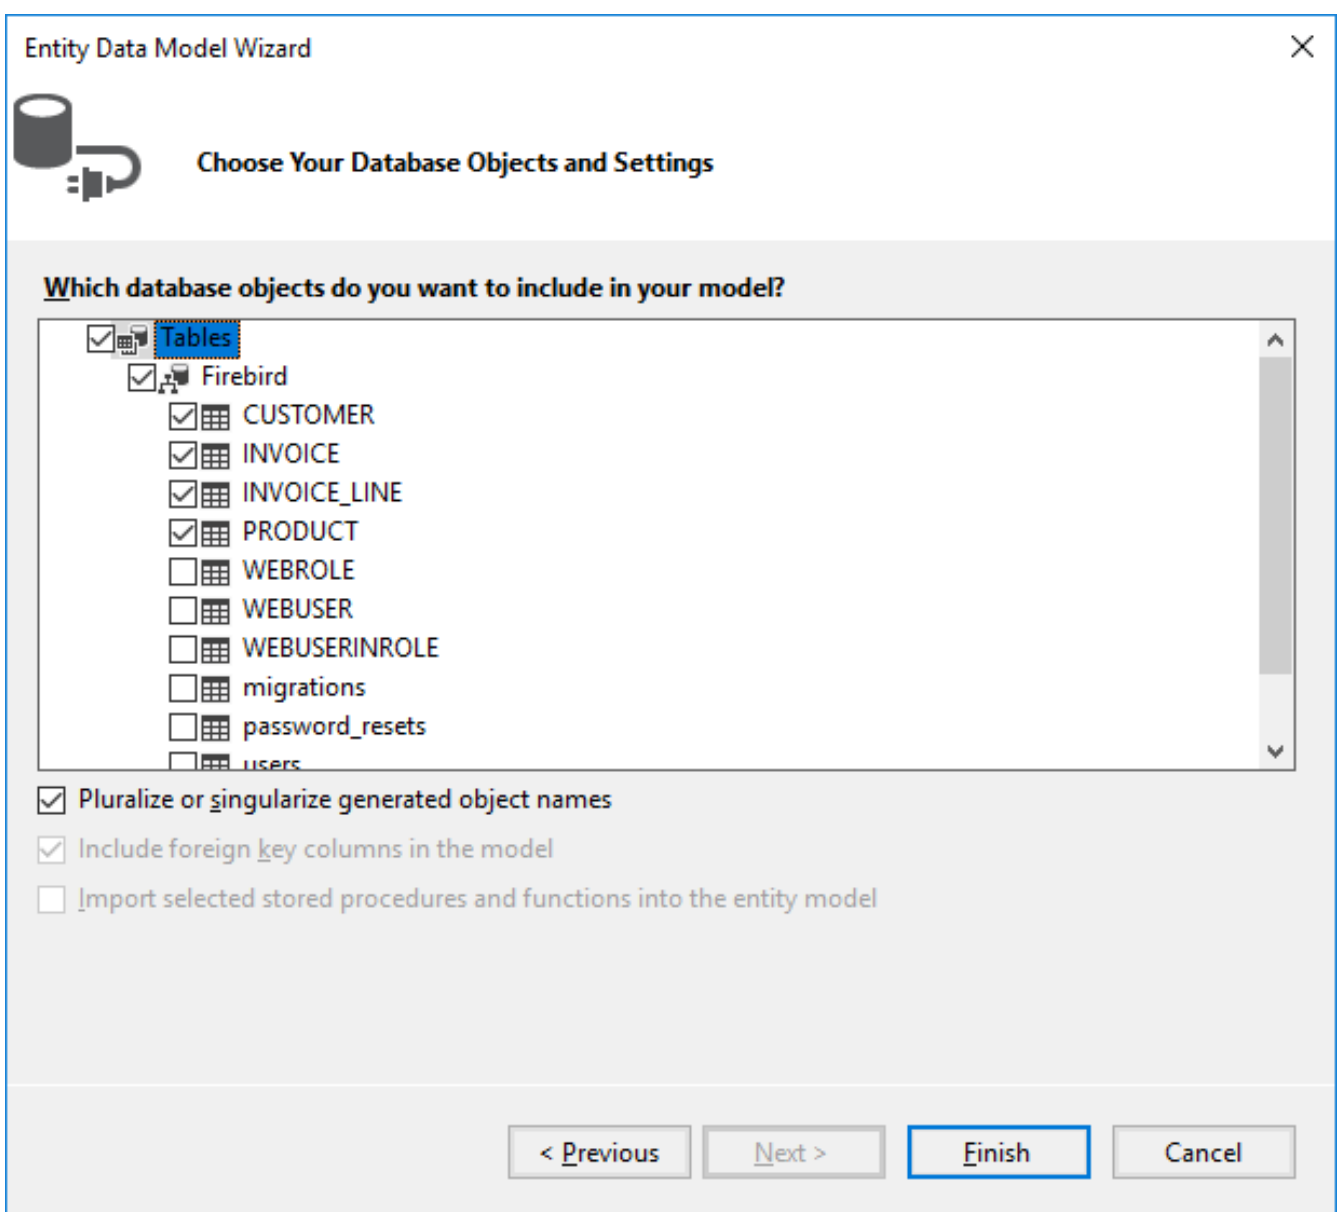 Entity Data Model Wizard
Choose Your Database Objects and Settings
Which database objects do you want to include in your model?
Tables
Firebird
CUSTOMER
INVOICE
INVOICE_LINE
PRODUCT
WEBROLE
WEBUSER
WEBUSERINROLE
migrations
password_resets
users
Pluralize or singularize generated object names
Include foreign key columns in the model
Import selected stored procedures and functions into the entity model
< Previous Next > Finish Cancel